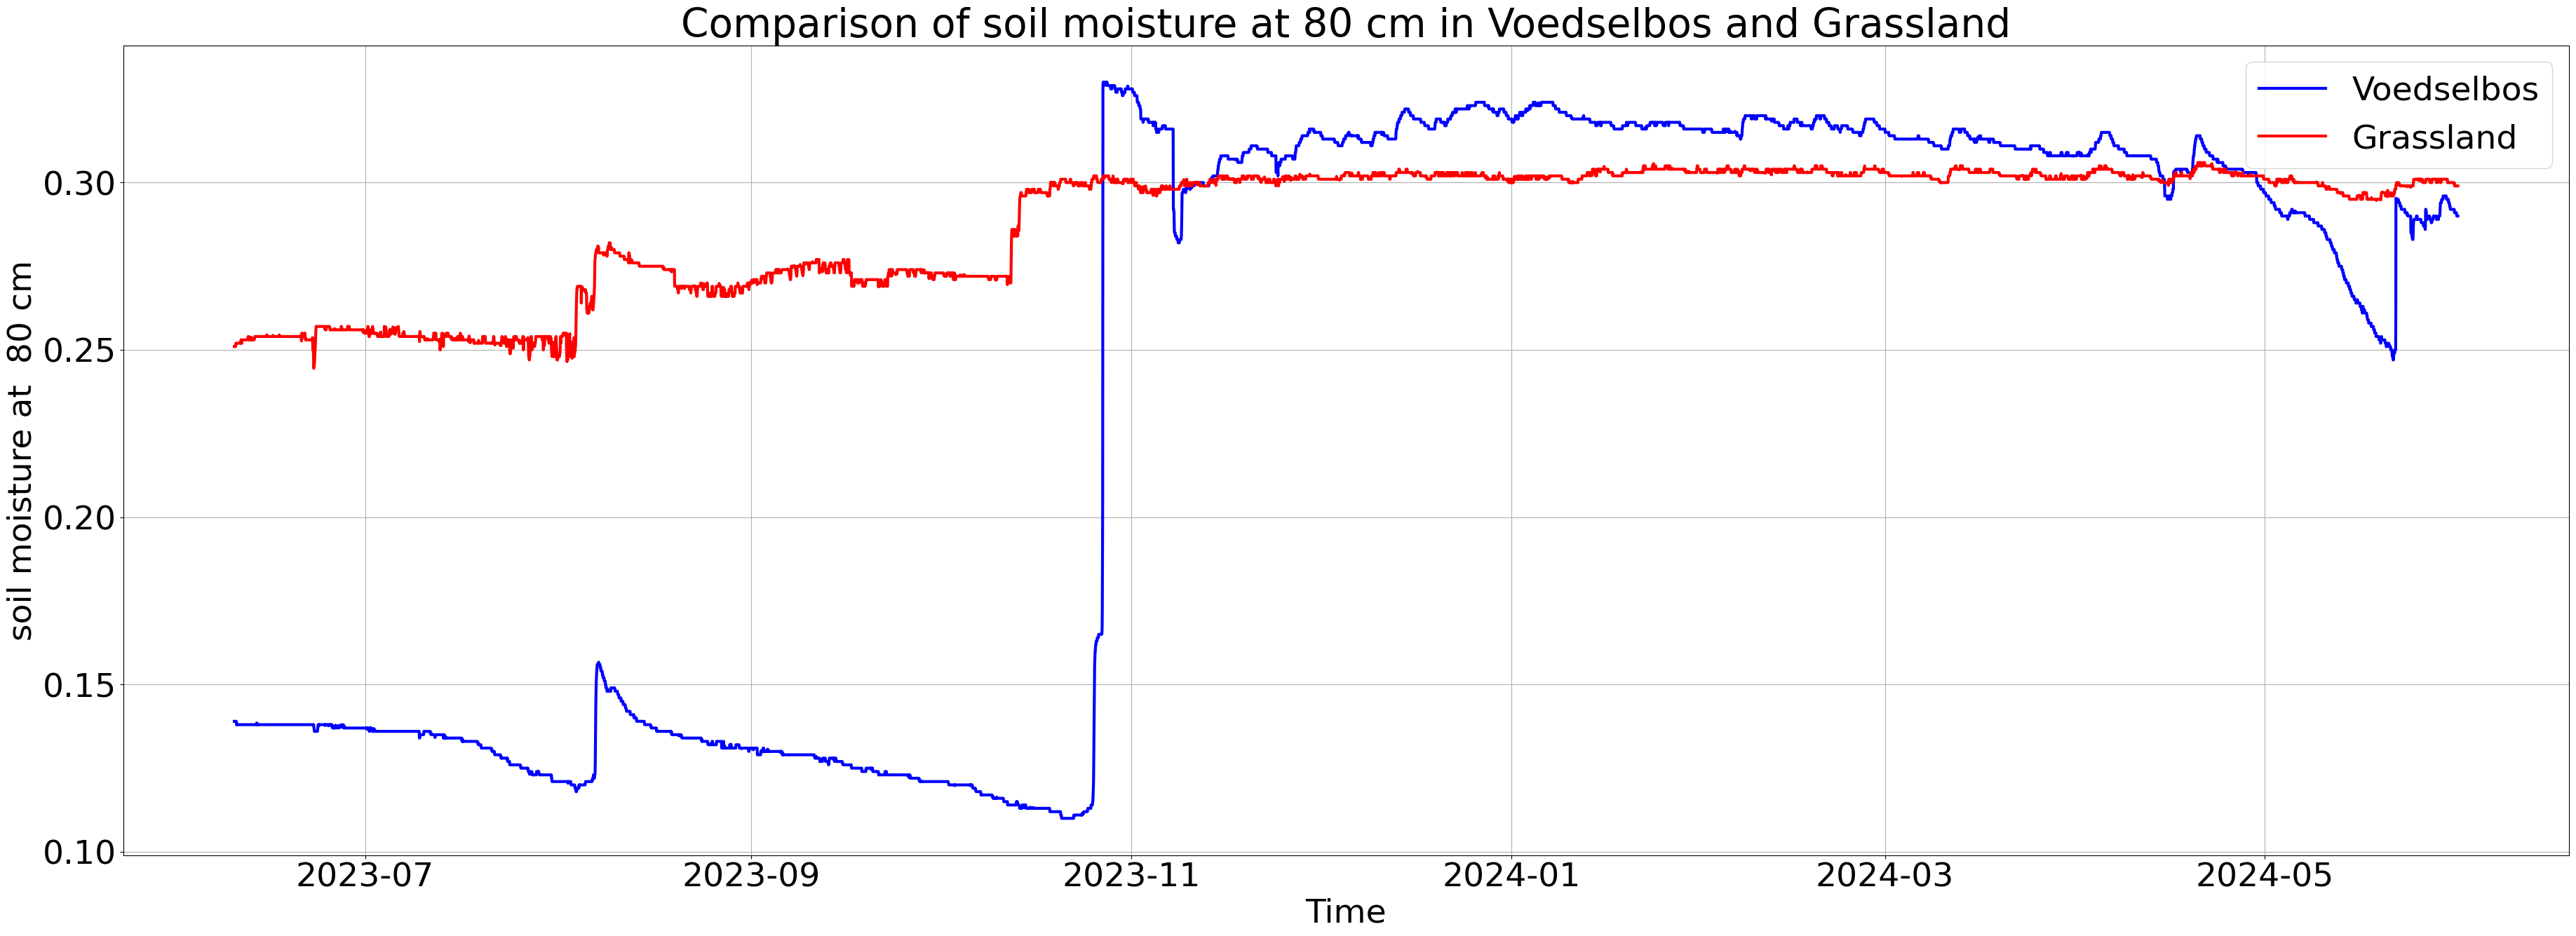 Comparison of soil moisture at 80 cm in Voedselbos and Grassland
Voedselbos
Grassland
soil moisture at  80 cm
0.30
0.25
0.20
0.15
0.10
2023-07
2023-09
2023-11
2024-01
2024-03
2024-05
Time